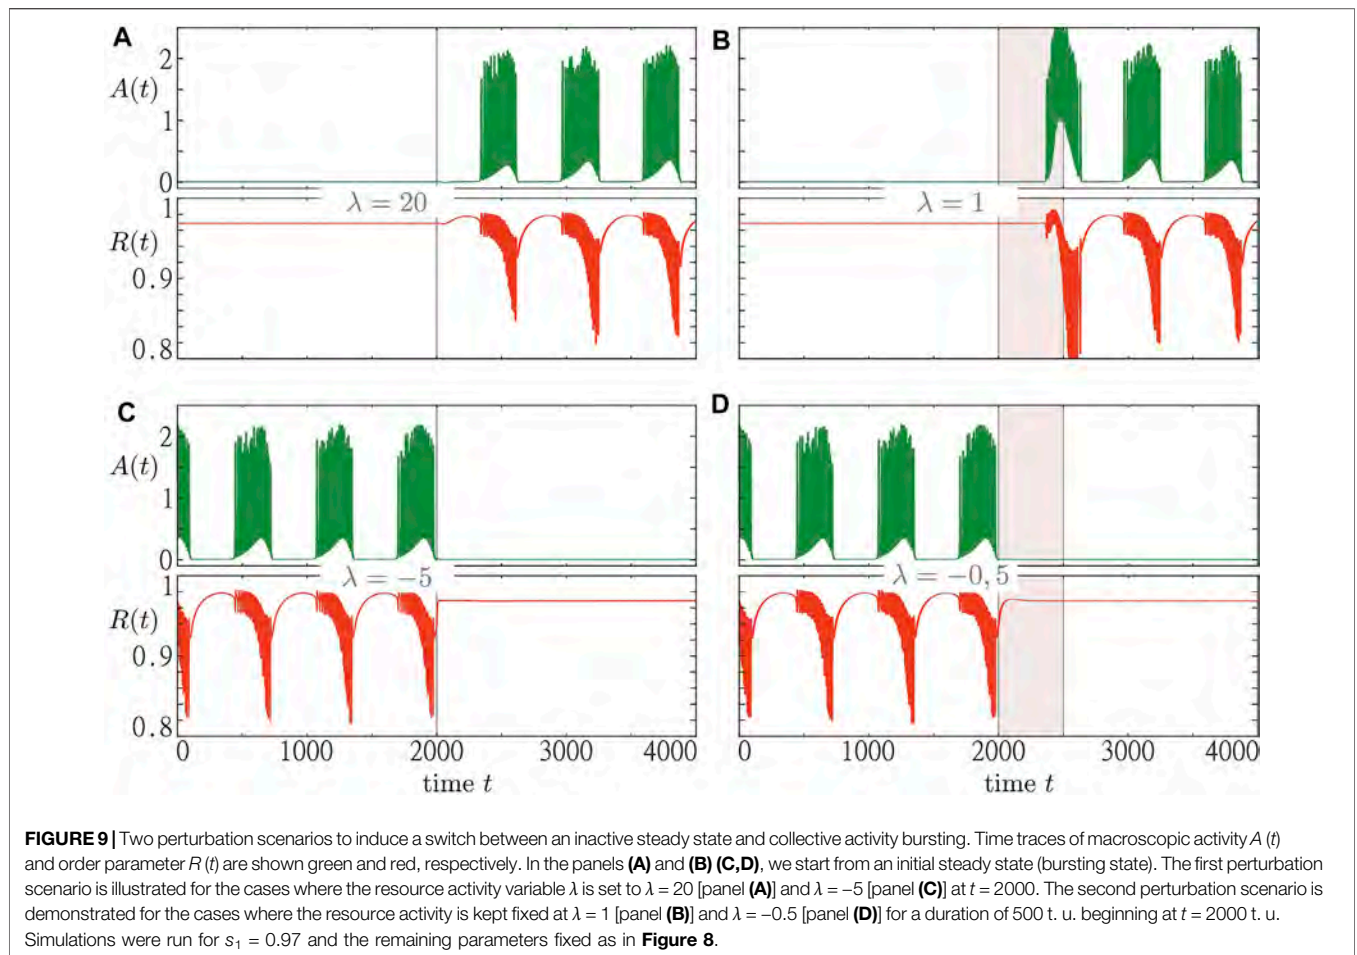 A
B
2
A(t)
1
0
1
λ = 20
λ = 1
R(t)
0.9
0.8
C
D
2
A(t)
1
0
1
λ = −5
λ = −0,5
R(t)
0.9
0.8
0 1000 2000 3000 4000
0 1000 2000 3000 4000
time t
time t
FIGURE 9 | Two perturbation scenarios to induce a switch between an inactive steady state and collective activity bursting. Time traces of macroscopic activity A (t)
and order parameter R (t) are shown green and red, respectively. In the panels (A) and (B) (C,D), we start from an initial steady state (bursting state). The first perturbation
scenario is illustrated for the cases where the resource activity variable λ is set to λ = 20 [panel (A)] and λ = −5 [panel (C)] at t = 2000. The second perturbation scenario is
demonstrated for the cases where the resource activity is kept fixed at λ = 1 [panel (B)] and λ = −0.5 [panel (D)] for a duration of 500 t. u. beginning at t = 2000 t. u.
Simulations were run for s₁ = 0.97 and the remaining parameters fixed as in Figure 8.